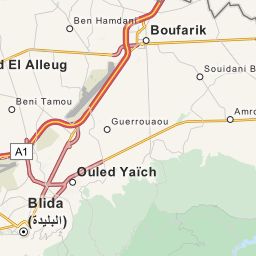 Ben Hamdani
Boufarik
d El Alleug
Souidani B
Beni Tamou
Guerrouaou
Amro
A1
Ouled Yaïch
Blida
(البليدة)